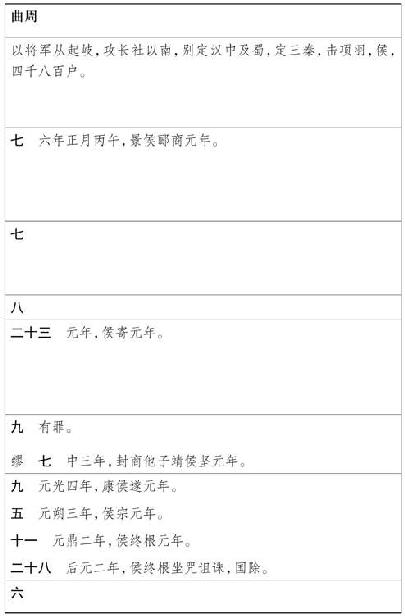 曲周
以将军从起岐,攻长社以南,别定汉中及蜀,定三秦,击项羽,侯,
四千八百户。
七 六年正月丙午,景侯郦商元年。
七
八
二十三 元年,侯寄元年。
九 有罪。
缪 七 中三年,封商他子靖侯坚元年。
九 元光四年,康侯遂元年。
五 元朔三年,侯宗元年。
十一 元鼎二年,侯终根元年。
二十八 后元二年,侯终根坐咒诅诛,国除。
六